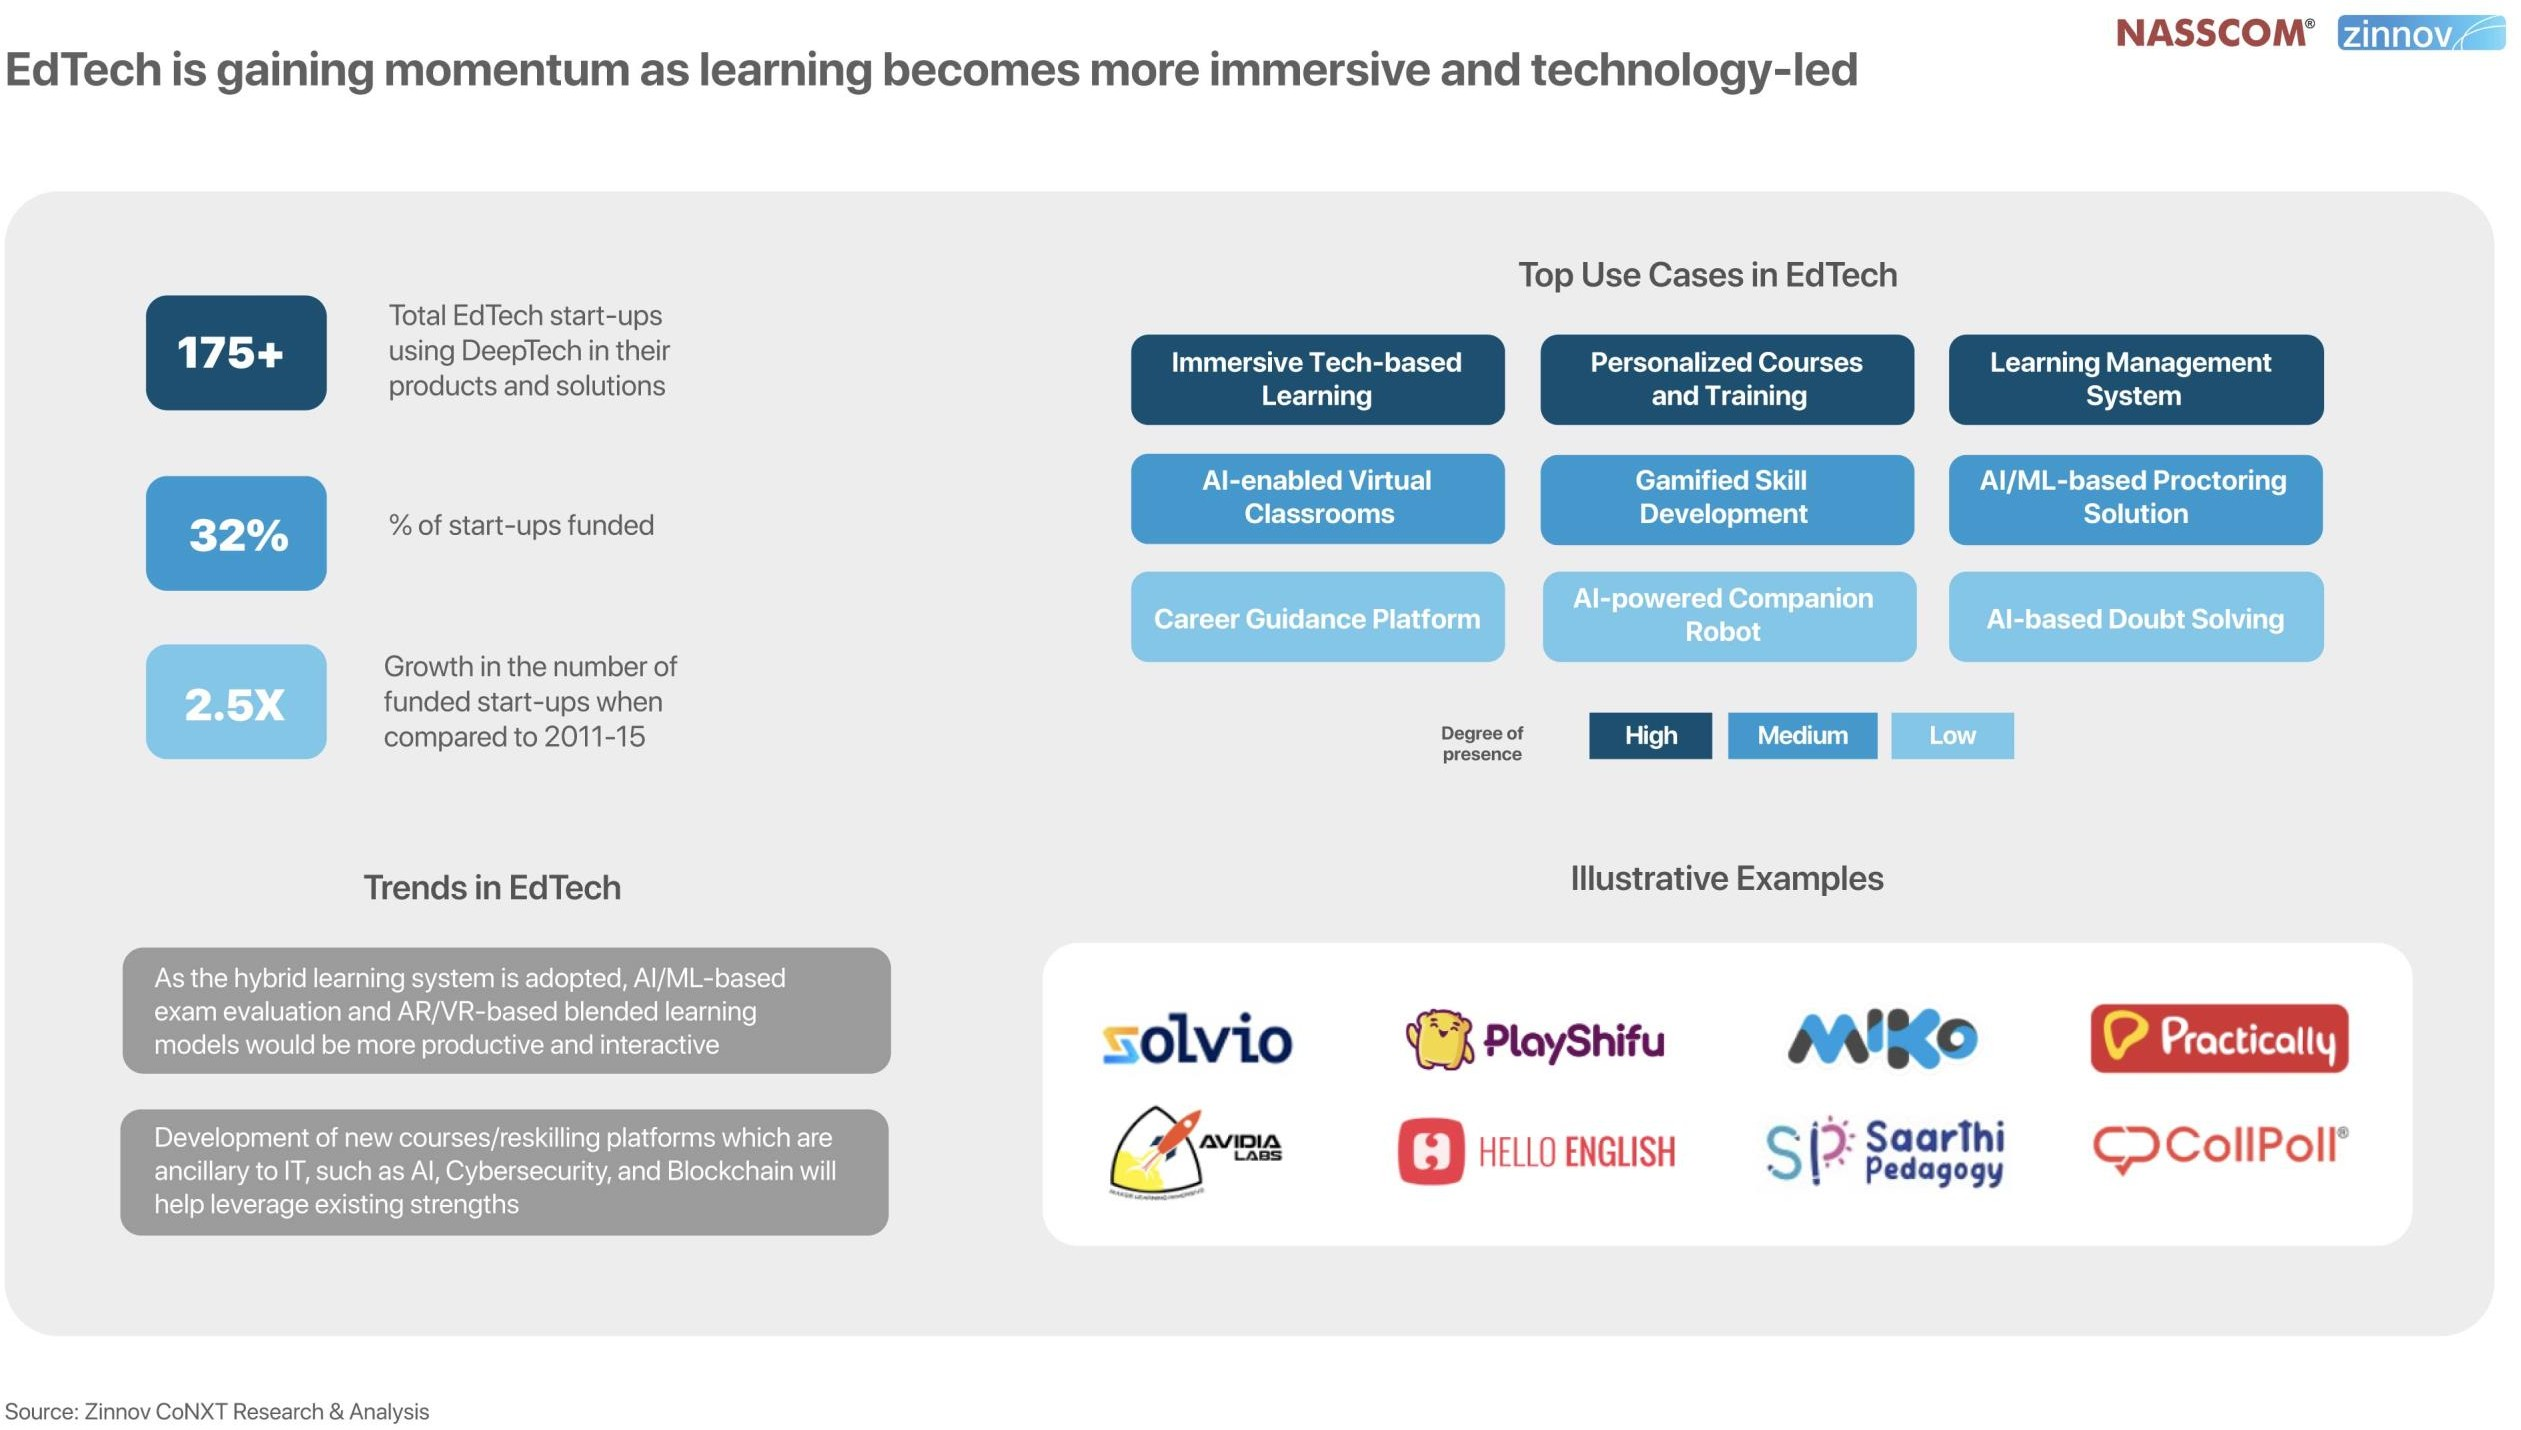 NASSCOM®
zinnov
EdTech is gaining momentum as learning becomes more immersive and technology-led
175+
Total EdTech start-ups
using DeepTech in their
products and solutions
32%
% of start-ups funded
2.5X
Growth in the number of
funded start-ups when
compared to 2011-15
Top Use Cases in EdTech
Immersive Tech-based
Learning
Personalized Courses
and Training
Learning Management
System
AI-enabled Virtual
Classrooms
Gamified Skill
Development
AI/ML-based Proctoring
Solution
Career Guidance Platform
AI-powered Companion
Robot
AI-based Doubt Solving
Degree of
presence
High
Medium
Low
Trends in EdTech
As the hybrid learning system is adopted, AI/ML-based
exam evaluation and AR/VR-based blended learning
models would be more productive and interactive
Development of new courses/reskilling platforms which are
ancillary to IT, such as AI, Cybersecurity, and Blockchain will
help leverage existing strengths
Illustrative Examples
solvio
PlayShifu
MIKO
Practically
AVIDIA
LABS
HELLO ENGLISH
Saarthi
Pedagogy
CollPoll®
Source: Zinnov CoNXT Research & Analysis